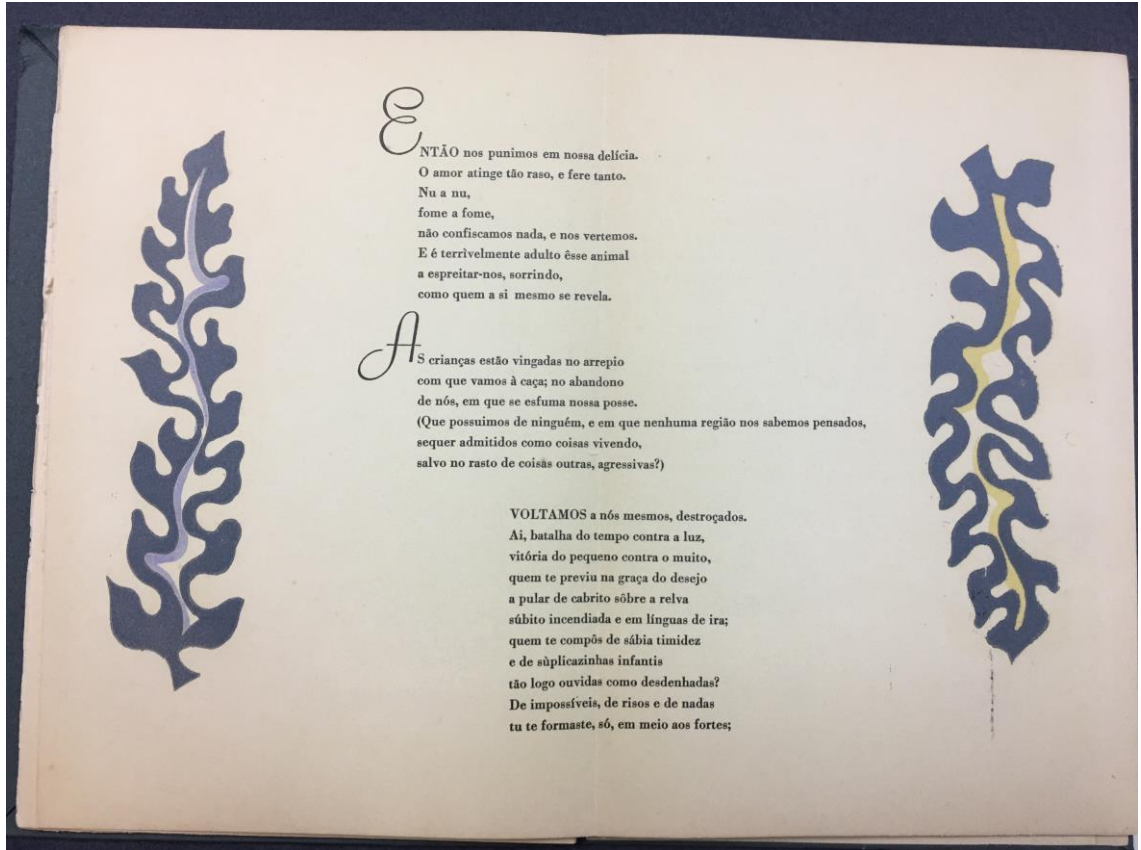 ENTÃO nos punimos em nossa delícia.
O amor atinge tão raso, e fere tanto.
Nu a nu,
fome a fome,
não confiscamos nada, e nos vertemos.
E é terrìvelmente adulto êsse animal
a espreitar-nos, sorrindo,
como quem a si mesmo se revela.
AS crianças estão vingadas no arrepio
com que vamos à caça; no abandono
de nós, em que se esfuma nossa posse.
(Que possuimos de ninguém, e em que nenhuma região nos sabemos pensados,
sequer admitidos como coisas vivendo,
salvo no rasto de coisas outras, agressivas?)
VOLTAMOS a nós mesmos, destroçados.
Ai, batalha do tempo contra a luz,
vitória do pequeno contra o muito,
quem te previu na graça do desejo
a pular de cabrito sôbre a relva
súbito incendiada e em línguas de ira;
quem te compôs de sábia timidez
e de sùplicazinhas infantis
tão logo ouvidas como desdenhadas?
De impossíveis, de risos e de nadas
tu te formaste, só, em meio aos fortes;